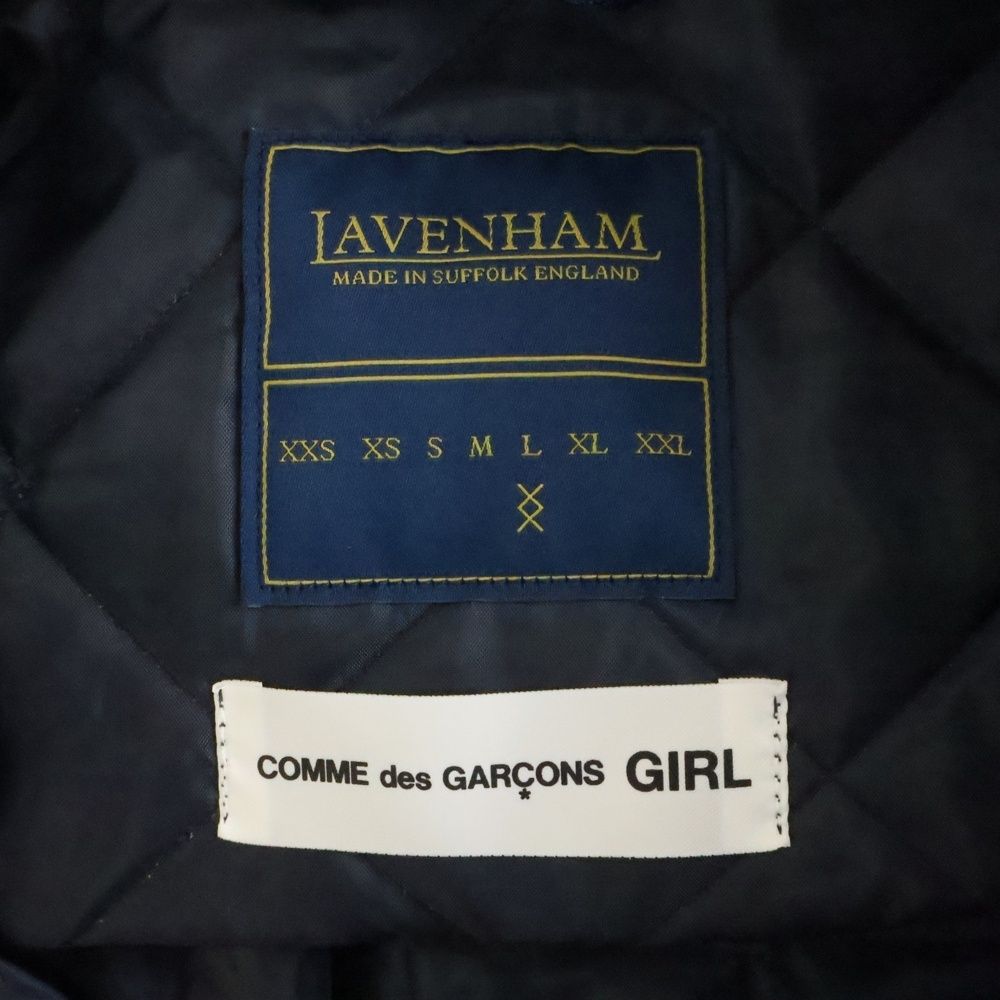 LAVENHAM
MADE IN SUFFOLK ENGLAND
XXS XS S M L XL XXL
COMME des GARÇONS GIRL